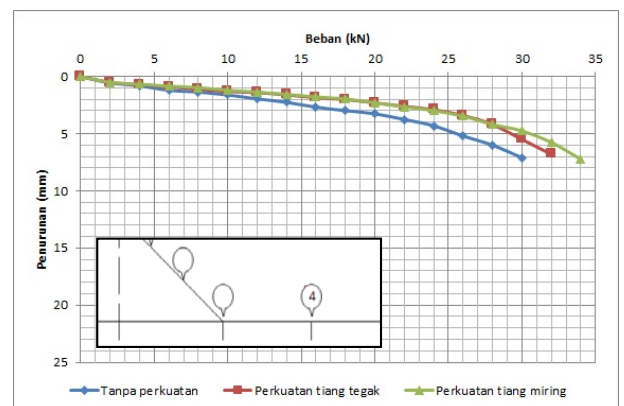 Beban (kN)
0 5 10 15 20 25 30 35
Penurunan (mm)
0
5
10
15
20
25
4
Tanpa perkuatan Perkuatan tiang tegak Perkuatan tiang miring